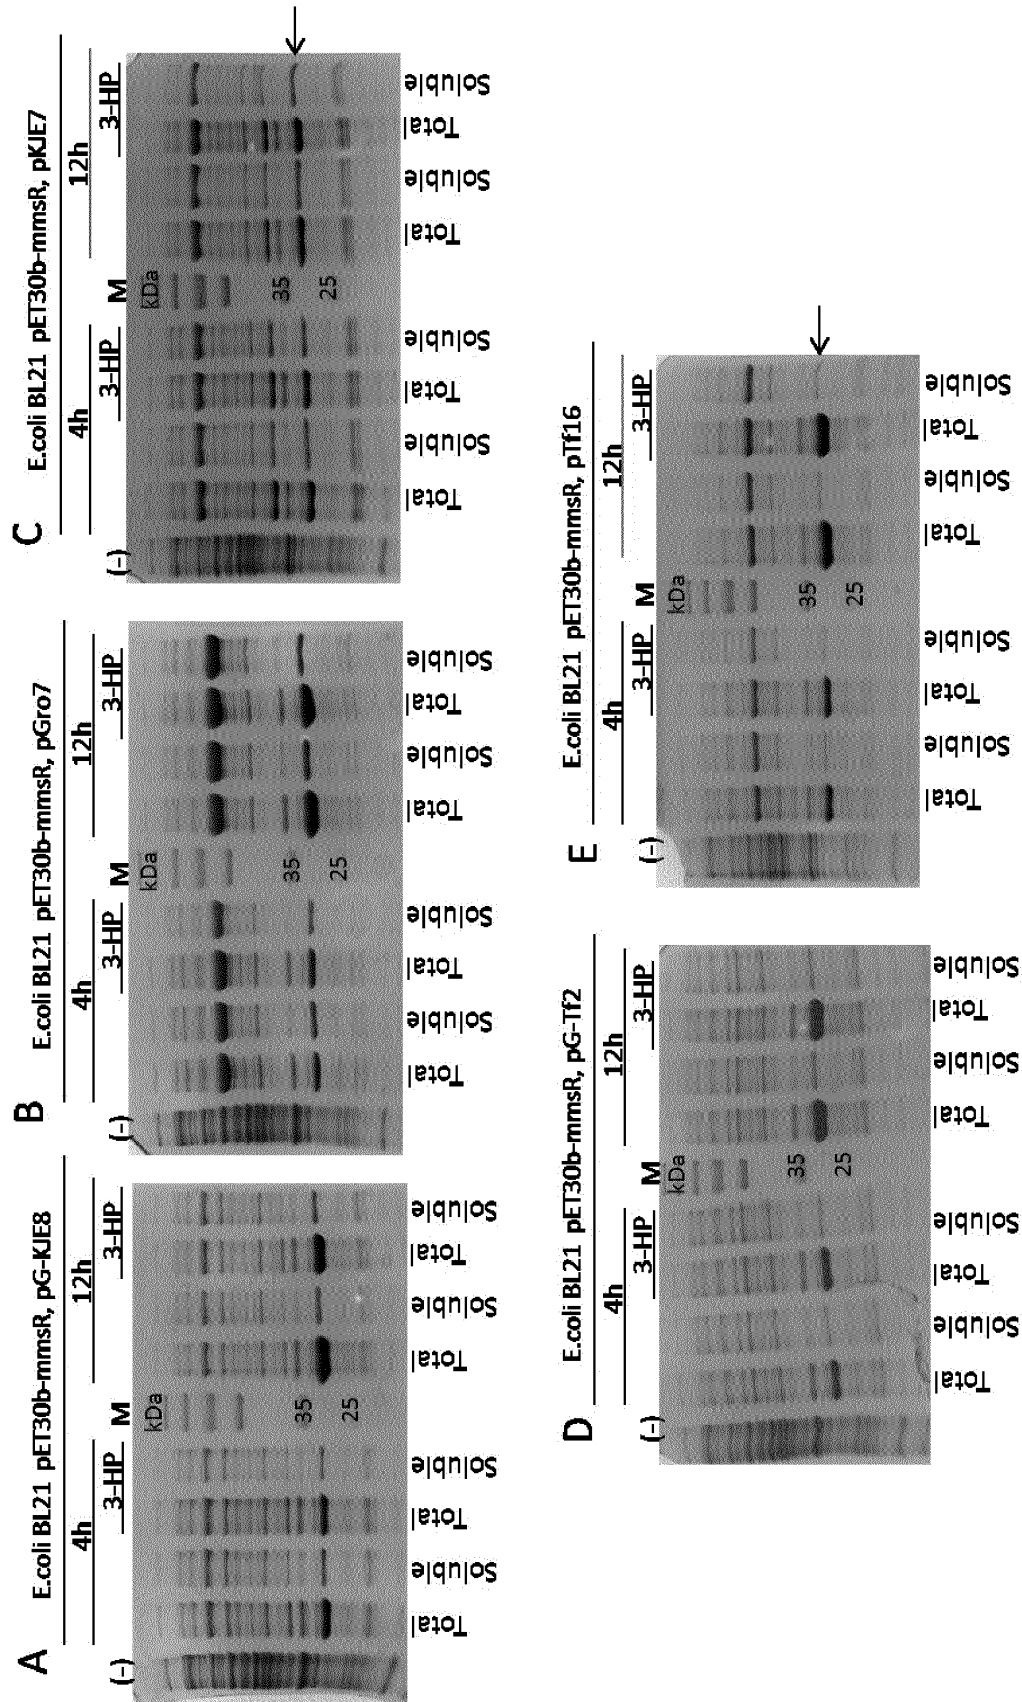 A
E.coli BL21 pET30b-mmsR, pG-KJE8
4h
12h
(-)
3-HP
M
3-HP
kDa
35
25
Total
Soluble
Total
Soluble
Total
Soluble
Total
Soluble
B
E.coli BL21 pET30b-mmsR, pGro7
4h
12h
(-)
3-HP
M
3-HP
kDa
35
25
Total
Soluble
Total
Soluble
Total
Soluble
Total
Soluble
C
E.coli BL21 pET30b-mmsR, pKJE7
4h
12h
(-)
3-HP
M
3-HP
kDa
35
25
Total
Soluble
Total
Soluble
Total
Soluble
Total
Soluble
D
E.coli BL21 pET30b-mmsR, pG-Tf2
4h
12h
(-)
3-HP
M
3-HP
kDa
35
25
Total
Soluble
Total
Soluble
Total
Soluble
Total
Soluble
E
E.coli BL21 pET30b-mmsR, pTf16
4h
12h
(-)
3-HP
M
3-HP
kDa
35
25
Total
Soluble
Total
Soluble
Total
Soluble
Total
Soluble